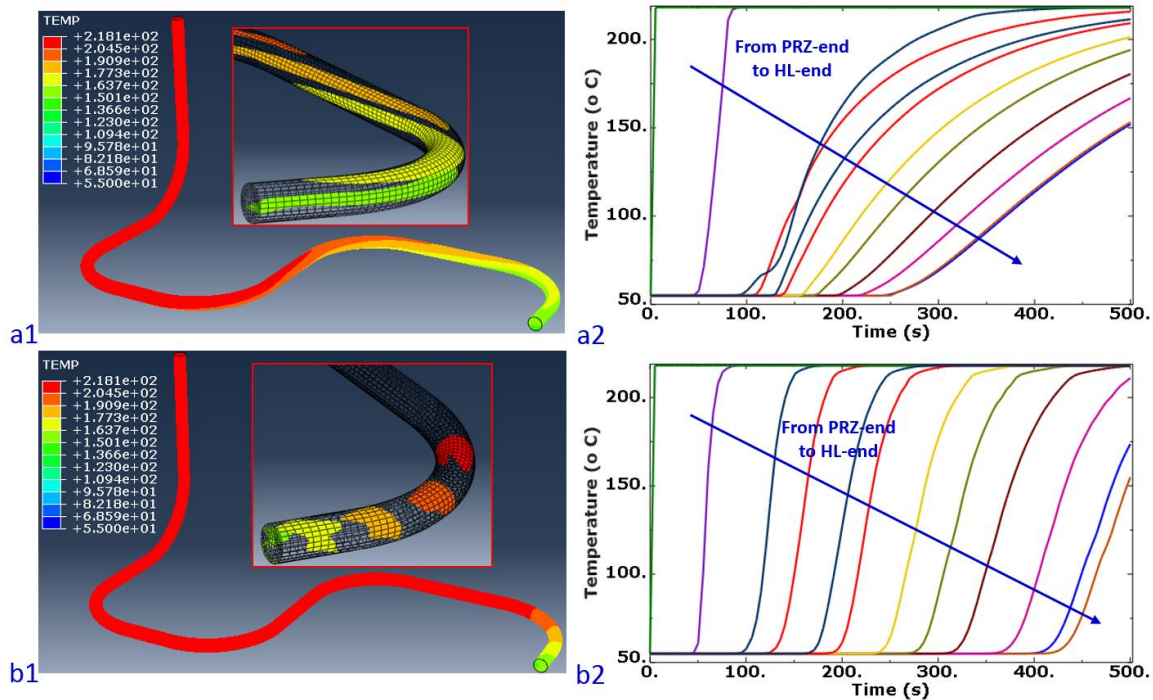 TEMP
+2.181e+02
+2.045e+02
+1.909e+02
+1.773e+02
+1.637e+02
+1.501e+02
+1.366e+02
+1.230e+02
+1.094e+02
+9.578e+01
+8.218e+01
+6.859e+01
+5.500e+01
a1
Temperature (o C)
200.
150.
100.
50.
From PRZ-end
to HL-end
0. 100. 200. 300. 400. 500.
Time (s)
a2
TEMP
+2.181e+02
+2.045e+02
+1.909e+02
+1.773e+02
+1.637e+02
+1.501e+02
+1.366e+02
+1.230e+02
+1.094e+02
+9.578e+01
+8.218e+01
+6.859e+01
+5.500e+01
b1
Temperature (o C)
200.
150.
100.
50.
From PRZ-end
to HL-end
0. 100. 200. 300. 400. 500.
Time (s)
b2